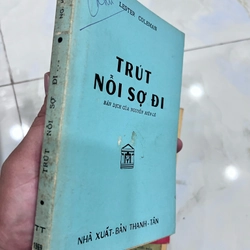 LESTER COLEMAN
TRÚT
NỖI SỢ ĐI
BẢN DỊCH CỦA NGUYỄN HIẾN LÊ
NHÀ XUẤT-BẢN THANH-TÂN
TRÚT NỖI SỢ ĐI
TT